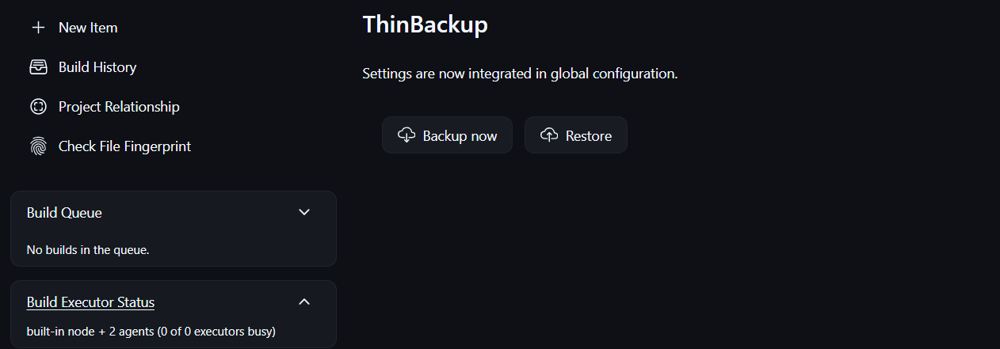 New Item
Build History
Project Relationship
Check File Fingerprint
Build Queue
No builds in the queue.
Build Executor Status
built-in node + 2 agents (0 of 0 executors busy)
ThinBackup
Settings are now integrated in global configuration.
Backup now
Restore